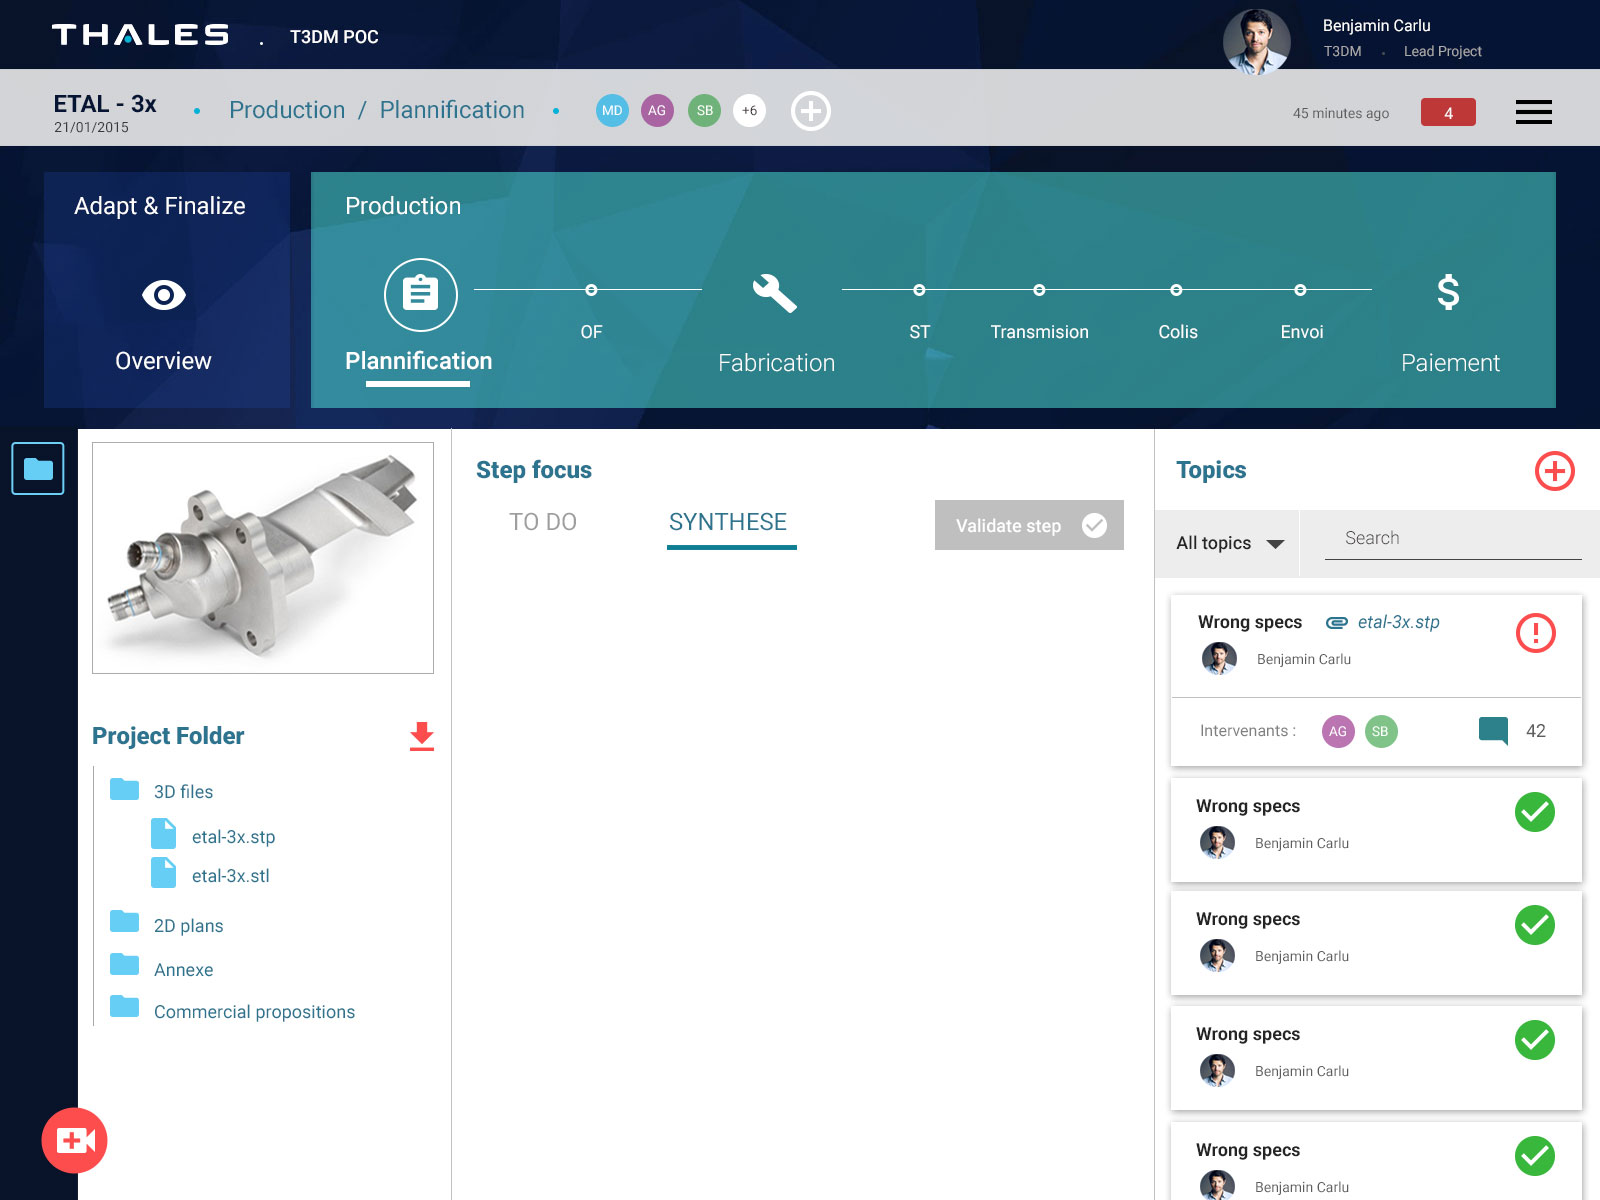 THALES . T3DM POC
Benjamin Carlu
T3DM · Lead Project
ETAL - 3x
21/01/2015
Production / Plannification
MD AG SB +6
45 minutes ago
4
Adapt & Finalize
Overview
Production
Plannification
OF
Fabrication
ST
Transmision
Colis
Envoi
Paiement
$
Project Folder
3D files
etal-3x.stp
etal-3x.stl
2D plans
Annexe
Commercial propositions
Step focus
TO DO
SYNTHESE
Validate step
Topics
All topics
Search
Wrong specs etal-3x.stp
Benjamin Carlu
Intervenants : AG SB 42
Wrong specs
Benjamin Carlu
Wrong specs
Benjamin Carlu
Wrong specs
Benjamin Carlu
Wrong specs
Benjamin Carlu